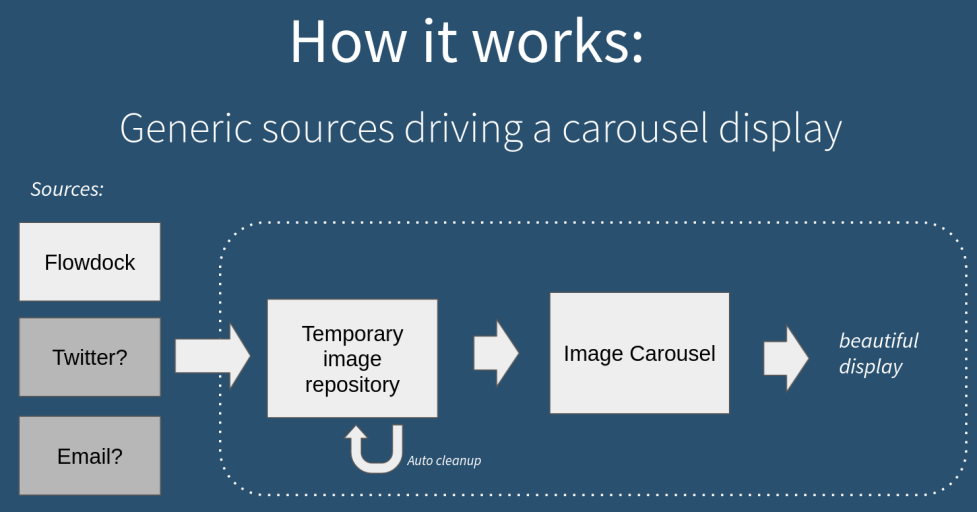 How it works:
Generic sources driving a carousel display
Sources:
Flowdock
Twitter?
Email?
Temporary
image
repository
Auto cleanup
Image Carousel
beautiful
display